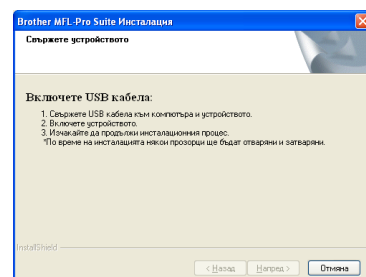 Brother MFL-Pro Suite Инсталация
Свържете устройството
Включете USB кабела:
1. Свържете USB кабела към компютъра и устройството.
2. Включете устройството.
3. Изчакайте да продължи инсталационния процес.
*По време на инсталацията някои прозорци ще бъдат отваряни и затваряни.
InstallShield
< Назад Напред > Отмяна